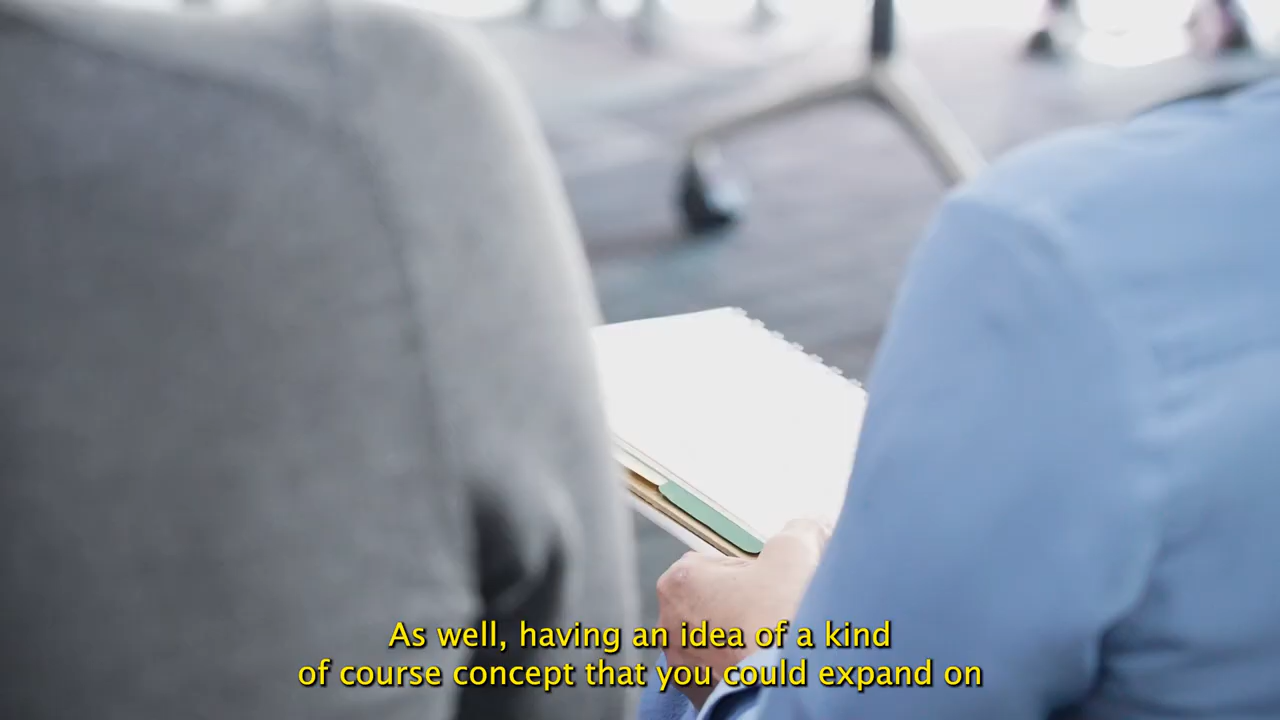 As well, having an idea of a kind
of course concept that you could expand on